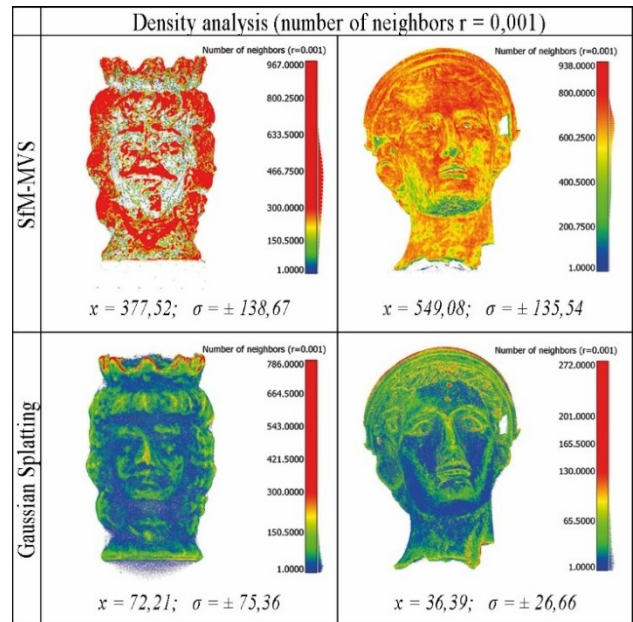 Density analysis (number of neighbors r = 0,001)
SfM-MVS
Number of neighbors (r=0.001)
967.0000
800.2500
633.5000
466.7500
300.0000
150.5000
1.0000
x = 377,52; σ = ± 138,67
Number of neighbors (r=0.001)
938.0000
800.0000
600.2500
400.5000
200.7500
1.0000
x = 549,08; σ = ± 135,54
Gaussian Splatting
Number of neighbors (r=0.001)
786.0000
664.5000
543.0000
421.5000
300.0000
150.5000
1.0000
x = 72,21; σ = ± 75,36
Number of neighbors (r=0.001)
272.0000
201.0000
165.5000
130.0000
65.5000
1.0000
x = 36,39; σ = ± 26,66